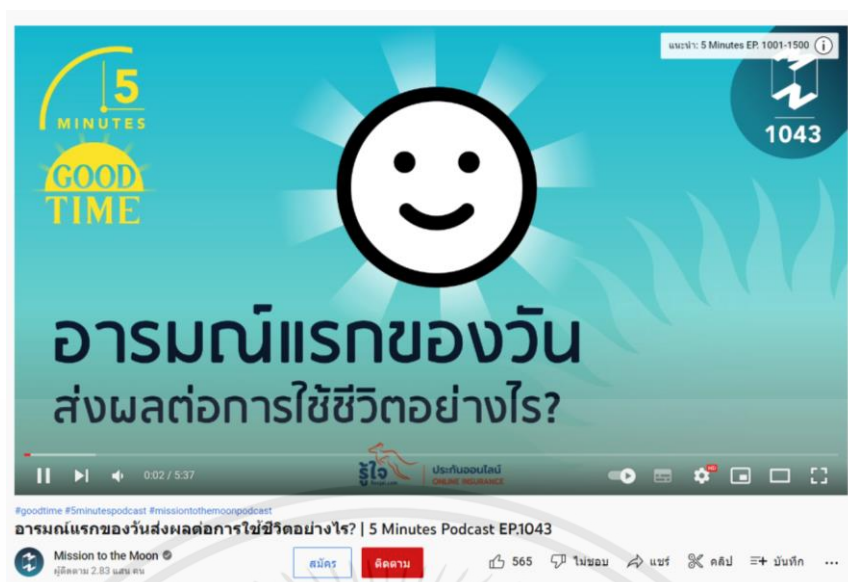 แนะนำ: 5 Minutes EP. 1001-1500
5
MINUTES
GOOD
TIME
1043
อารมณ์แรกของวัน
ส่งผลต่อการใช้ชีวิตอย่างไร?
0:02 / 5:37
รู้ใจ
ประกันออนไลน์
ONLINE INSURANCE
HD
#goodtime #5minutespodcast #missiontothemoonpodcast
อารมณ์แรกของวันส่งผลต่อการใช้ชีวิตอย่างไร? | 5 Minutes Podcast EP.1043
Mission to the Moon
ผู้ติดตาม 2.83 แสน คน
สมัคร
ติดตาม
565
ไม่ชอบ
แชร์
คลิป
บันทึก